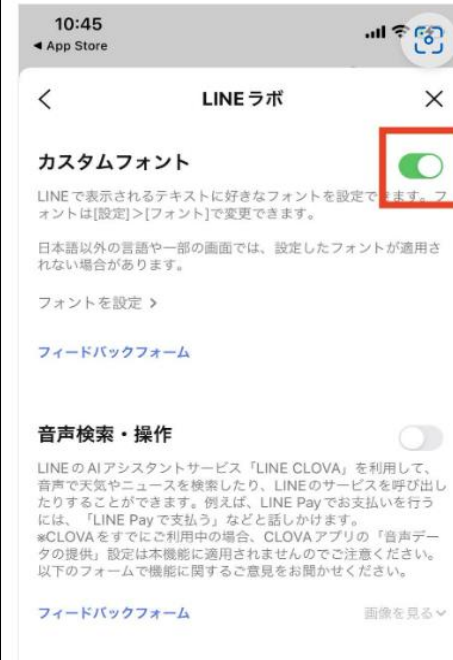 10:45
◀ App Store
LINEラボ
カスタムフォント
LINEで表示されるテキストに好きなフォントを設定できます。フ
ォントは[設定]>[フォント]で変更できます。
日本語以外の言語や一部の画面では、設定したフォントが適用さ
れない場合があります。
フォントを設定 >
フィードバックフォーム
音声検索・操作
LINEのAIアシスタントサービス「LINE CLOVA」を利用して、
音声で天気やニュースを検索したり、LINEのサービスを呼び出し
たりすることができます。例えば、LINE Payでお支払いを行う
には、「LINE Payで支払う」などと話しかけます。
※CLOVAをすでにご利用中の場合、CLOVAアプリの「音声デー
タの提供」設定は本機能に適用されませんのでご注意ください。
以下のフォームで機能に関するご意見をお聞かせください。
フィードバックフォーム
画像を見る